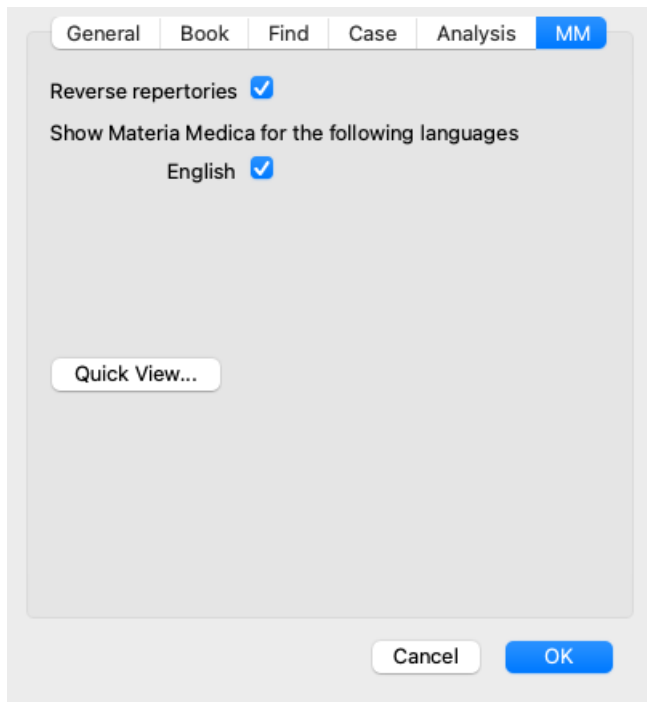 General Book Find Case Analysis MM
Reverse repertories
Show Materia Medica for the following languages
English
Quick View...
Cancel OK